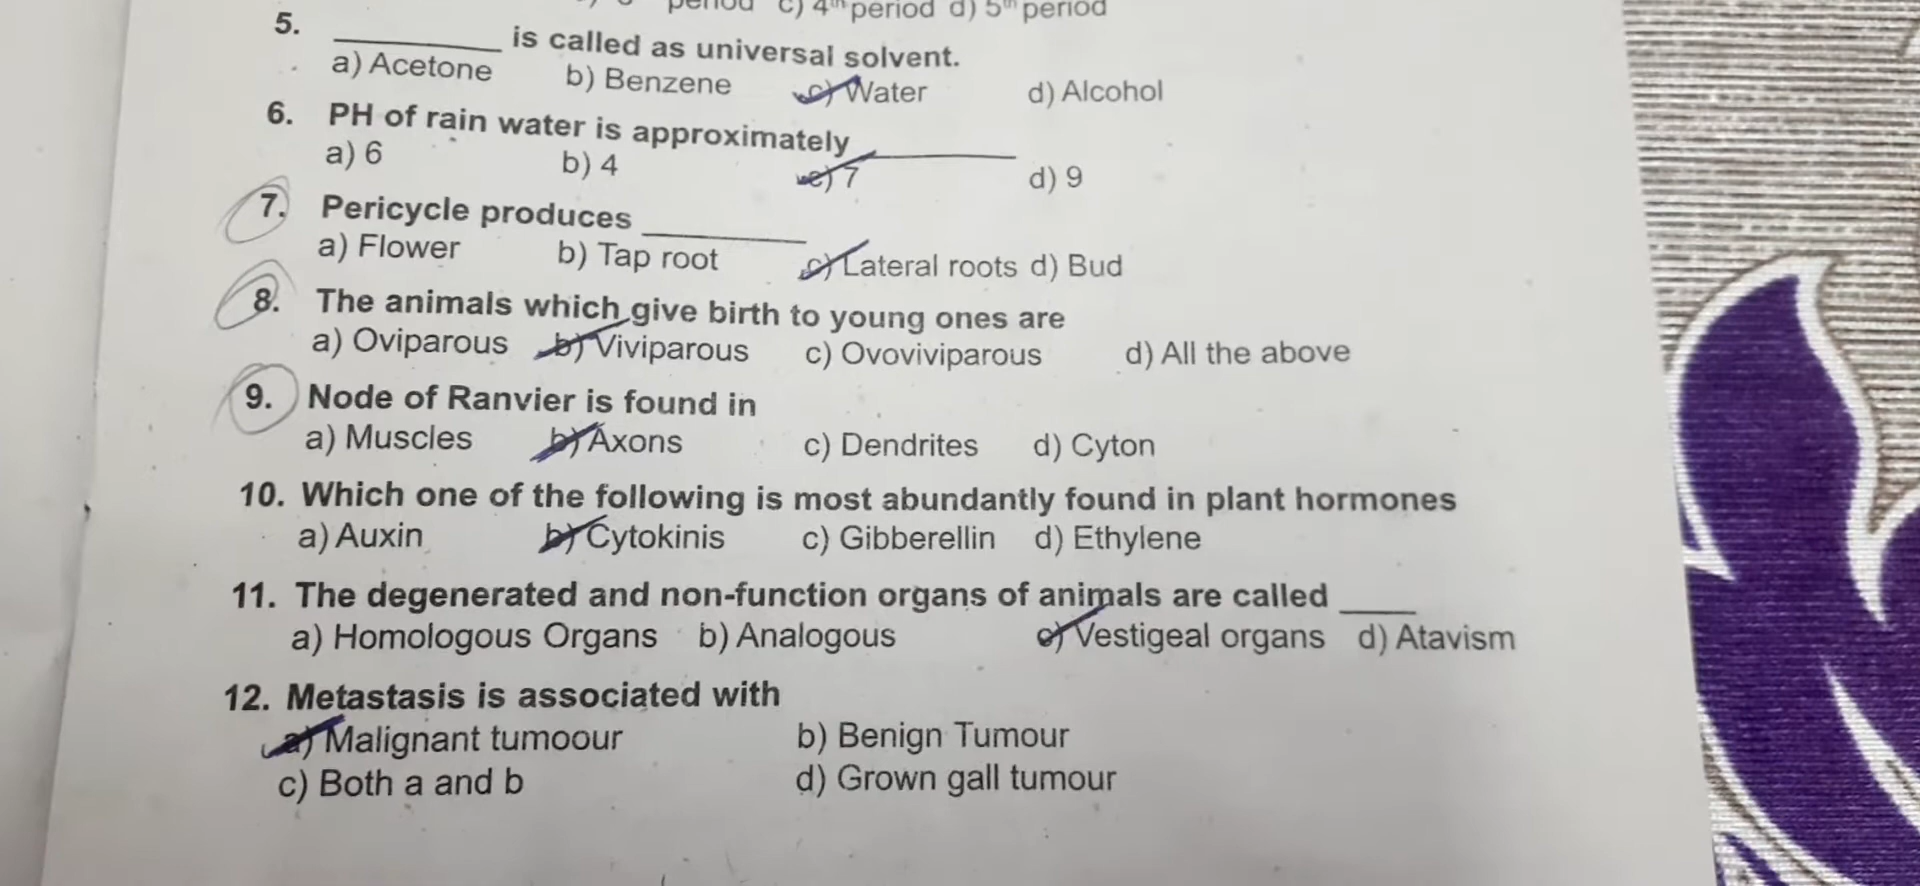 period c) 4th period d) 5th period
5. ________ is called as universal solvent.
a) Acetone b) Benzene c) Water d) Alcohol
6. PH of rain water is approximately ________
a) 6 b) 4 c) 7 d) 9
7. Pericycle produces ________
a) Flower b) Tap root c) Lateral roots d) Bud
8. The animals which give birth to young ones are
a) Oviparous b) Viviparous c) Ovoviviparous d) All the above
9. Node of Ranvier is found in
a) Muscles b) Axons c) Dendrites d) Cyton
10. Which one of the following is most abundantly found in plant hormones
a) Auxin b) Cytokinis c) Gibberellin d) Ethylene
11. The degenerated and non-function organs of animals are called ____
a) Homologous Organs b) Analogous c) Vestigeal organs d) Atavism
12. Metastasis is associated with
a) Malignant tumoour b) Benign Tumour
c) Both a and b d) Grown gall tumour